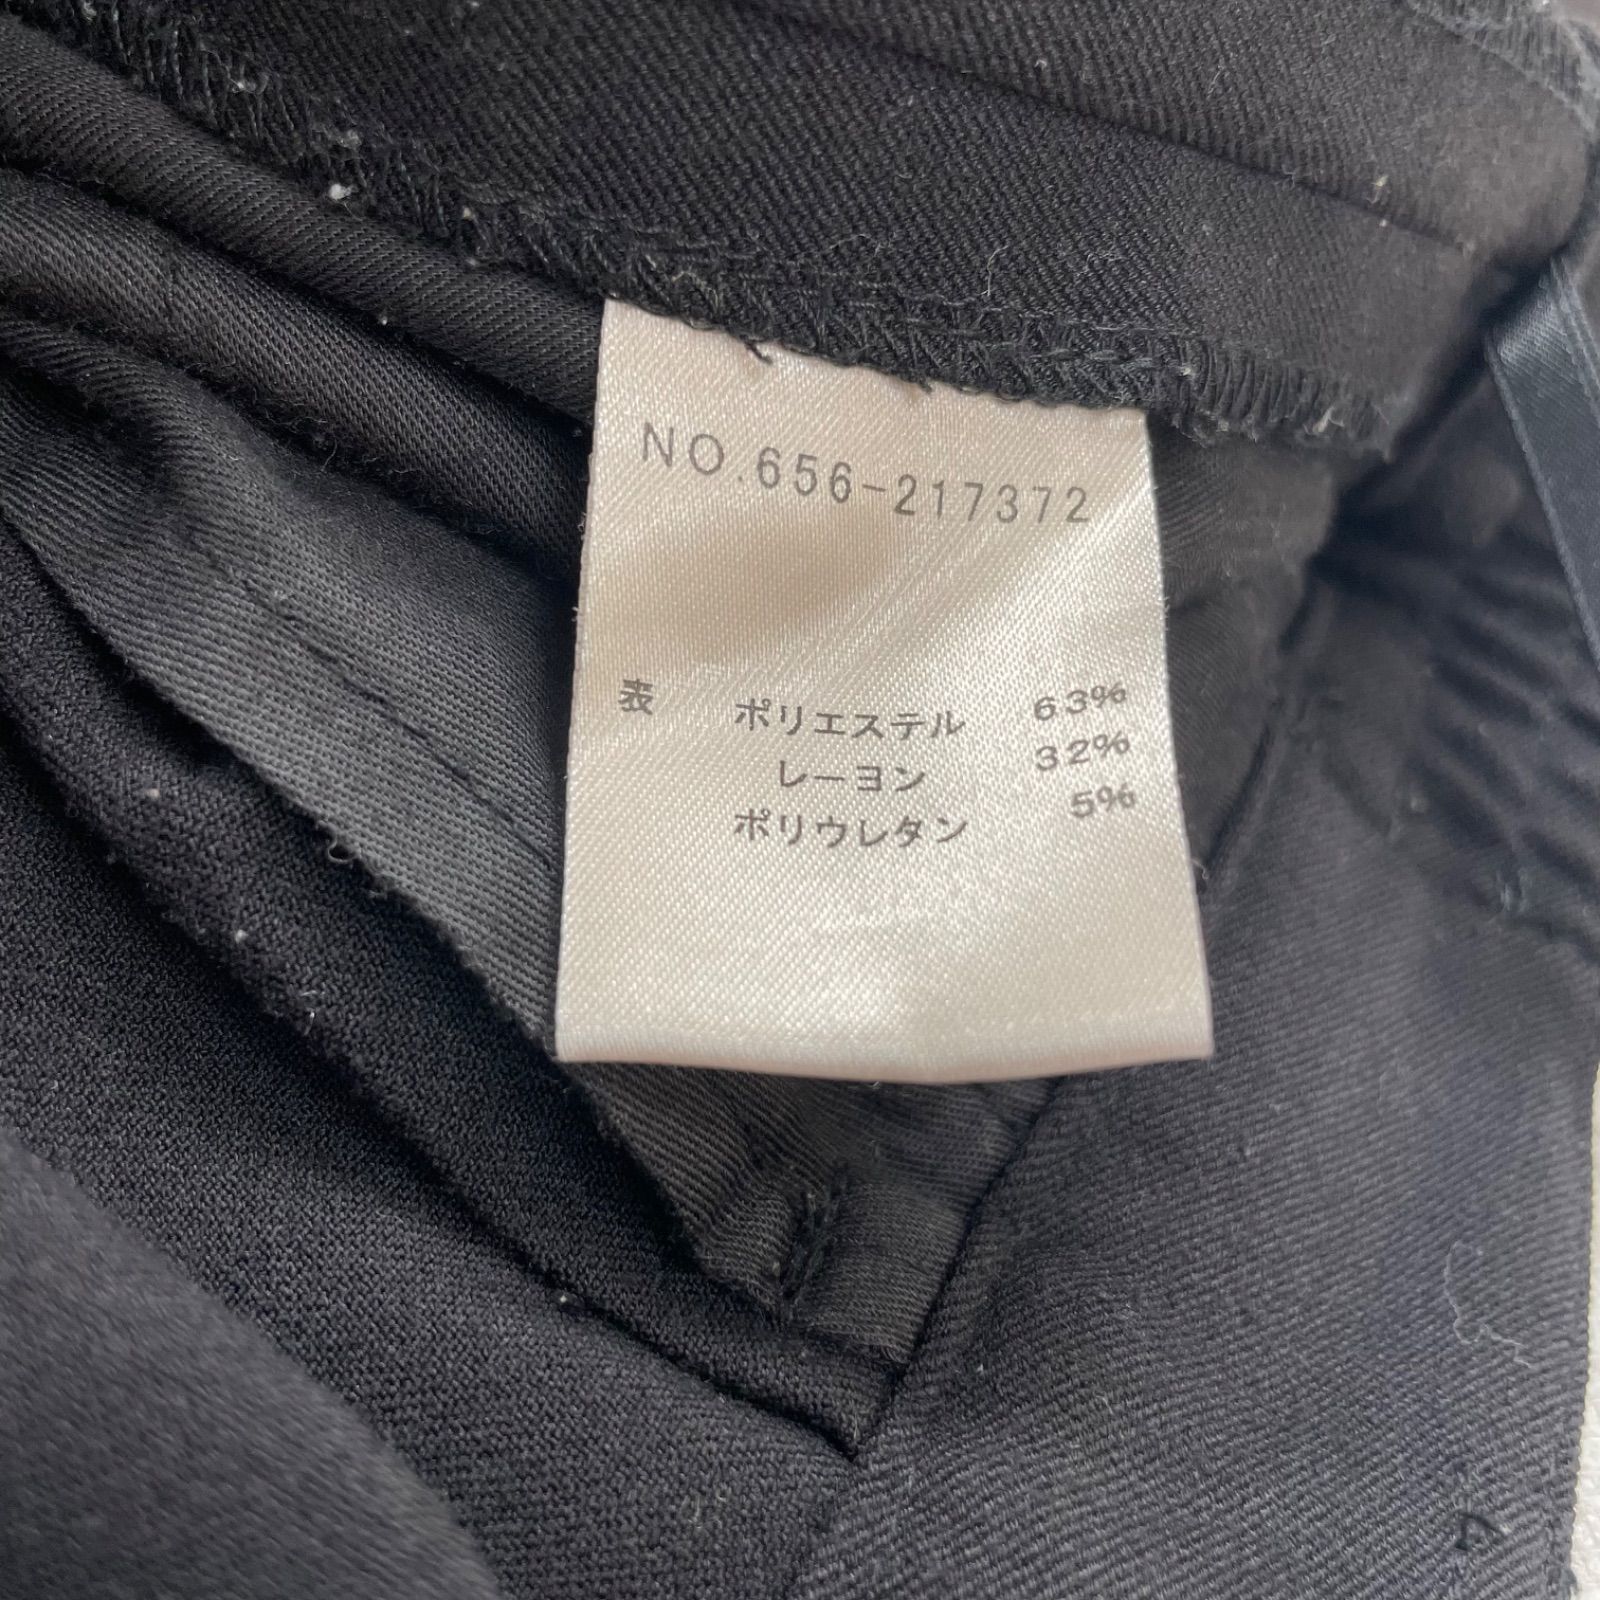 NO.656-217372
表 ポリエステル 63%
レーヨン 32%
ポリウレタン 5%